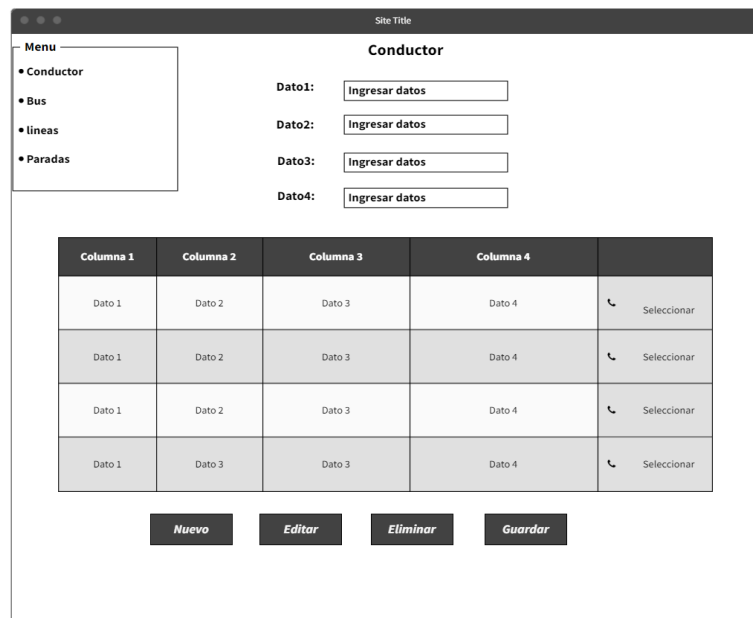 Site Title
Menu
Conductor
Bus
lineas
Paradas
Conductor
Dato1: Ingresar datos
Dato2: Ingresar datos
Dato3: Ingresar datos
Dato4: Ingresar datos
Columna 1 Columna 2 Columna 3 Columna 4
Dato 1 Dato 2 Dato 3 Dato 4 Seleccionar
Dato 1 Dato 2 Dato 3 Dato 4 Seleccionar
Dato 1 Dato 2 Dato 3 Dato 4 Seleccionar
Dato 1 Dato 3 Dato 3 Dato 4 Seleccionar
Nuevo Editar Eliminar Guardar